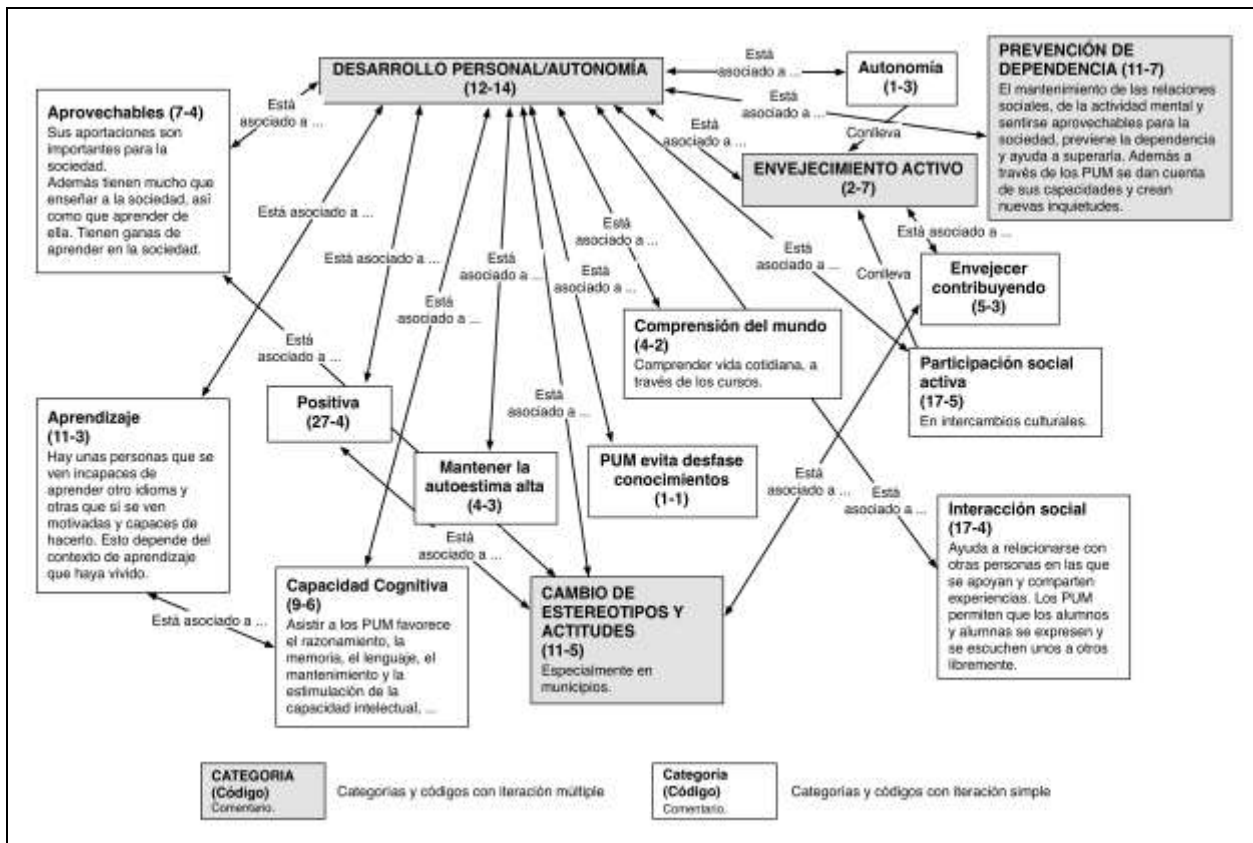 DESARROLLO PERSONAL/AUTONOMÍA
(12-14)
Está
asociado a ...
Autonomía
(1-3)
PREVENCIÓN DE
DEPENDENCIA (11-7)
El mantenimiento de las relaciones
sociales, de la actividad mental y
sentirse aprovechables para la
sociedad, previene la dependencia
y ayuda a superarla. Además a
través de los PUM se dan cuenta
de sus capacidades y crean
nuevas inquietudes.
Aprovechables (7-4)
Sus aportaciones son
importantes para la
sociedad.
Además tienen mucho que
enseñar a la sociedad, así
como que aprender de
ella. Tienen ganas de
aprender en la sociedad.
Está
asociado a ...
Está
asociado a ...
Está
asociado a ...
Conlleva
ENVEJECIMIENTO ACTIVO
(2-7)
Está asociado a ...
Está
asociado a ...
Está asociado a ...
Está asociado a ...
Está
asociado a ...
Está
asociado a ...
Está
asociado a ...
Está
asociado a ...
Conlleva
Envejecer
contribuyendo
(5-3)
Comprensión del mundo
(4-2)
Comprender vida cotidiana, a
través de los cursos.
Está
asociado a ...
Participación social
activa
(17-5)
En intercambios culturales.
Positiva
(27-4)
Está
asociado a ...
Aprendizaje
(11-3)
Hay unas personas que se
ven incapaces de
aprender otro idioma y
otras que sí se ven
motivadas y capaces de
hacerlo. Esto depende del
contexto de aprendizaje
que haya vivido.
Mantener la
autoestima alta
(4-3)
PUM evita desfase
conocimientos
(1-1)
Está
asociado a ...
Está
asociado a ...
Interacción social
(17-4)
Ayuda a relacionarse con
otras personas en las que
se apoyan y comparten
experiencias. Los PUM
permiten que los alumnos
y alumnas se expresen y
se escuchen unos a otros
libremente.
Está
asociado a ...
Está asociado a ...
Capacidad Cognitiva
(9-6)
Asistir a los PUM favorece
el razonamiento, la
memoria, el lenguaje, el
mantenimiento y la
estimulación de la
capacidad intelectual, ...
CAMBIO DE
ESTEREOTIPOS Y
ACTITUDES
(11-5)
Especialmente en
municipios.
CATEGORIA
(Código)
Comentario.
Categorías y códigos con iteración múltiple
Categoria
(Código)
Comentario.
Categorías y códigos con iteración simple